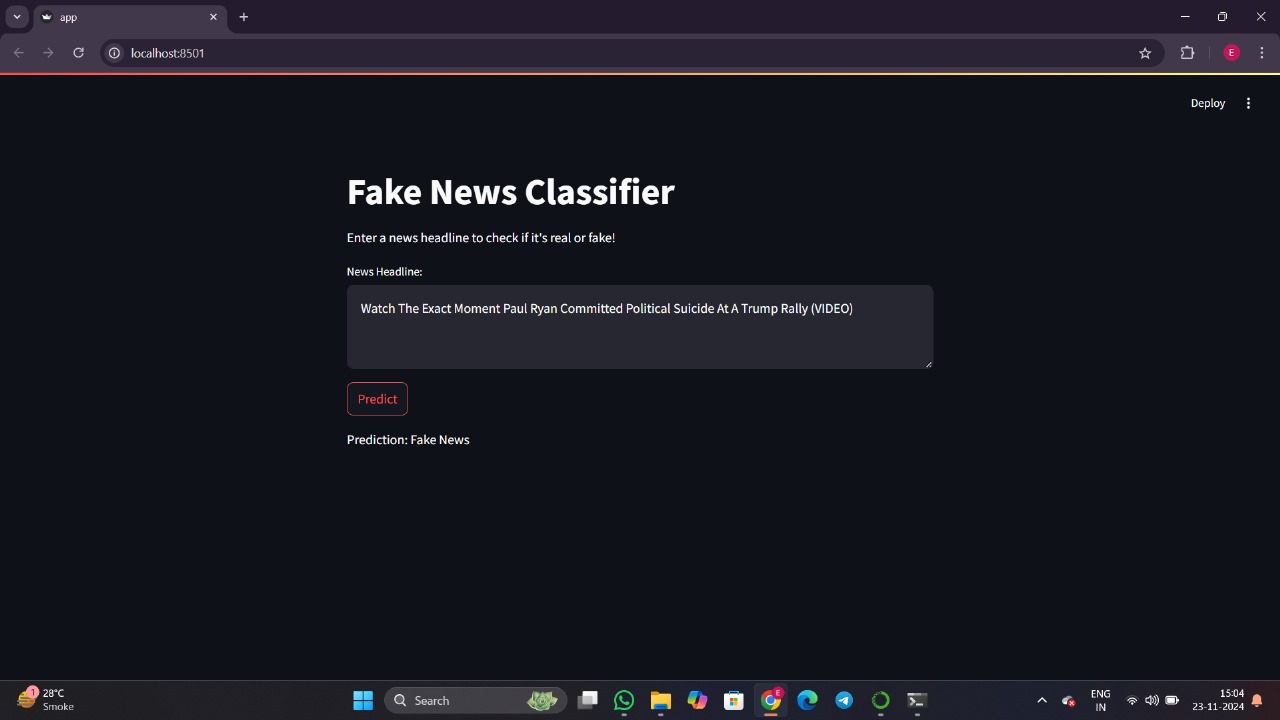 app
localhost:8501
E
Deploy
Fake News Classifier
Enter a news headline to check if it's real or fake!
News Headline:
Watch The Exact Moment Paul Ryan Committed Political Suicide At A Trump Rally (VIDEO)
Predict
Prediction: Fake News
1
28°C
Smoke
Search
E
ENG
IN
15:04
23-11-2024